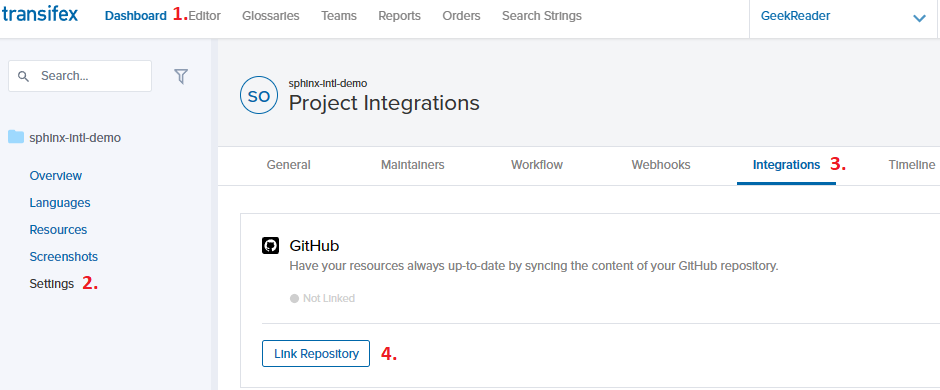 transifex Dashboard 1. Editor Glossaries Teams Reports Orders Search Strings GeekReader
Search...
sphinx-intl-demo
Overview
Languages
Resources
Screenshots
Settings 2.
SO
sphinx-intl-demo
Project Integrations
General Maintainers Workflow Webhooks Integrations 3. Timeline
GitHub
Have your resources always up-to-date by syncing the content of your GitHub repository.
Not Linked
Link Repository 4.